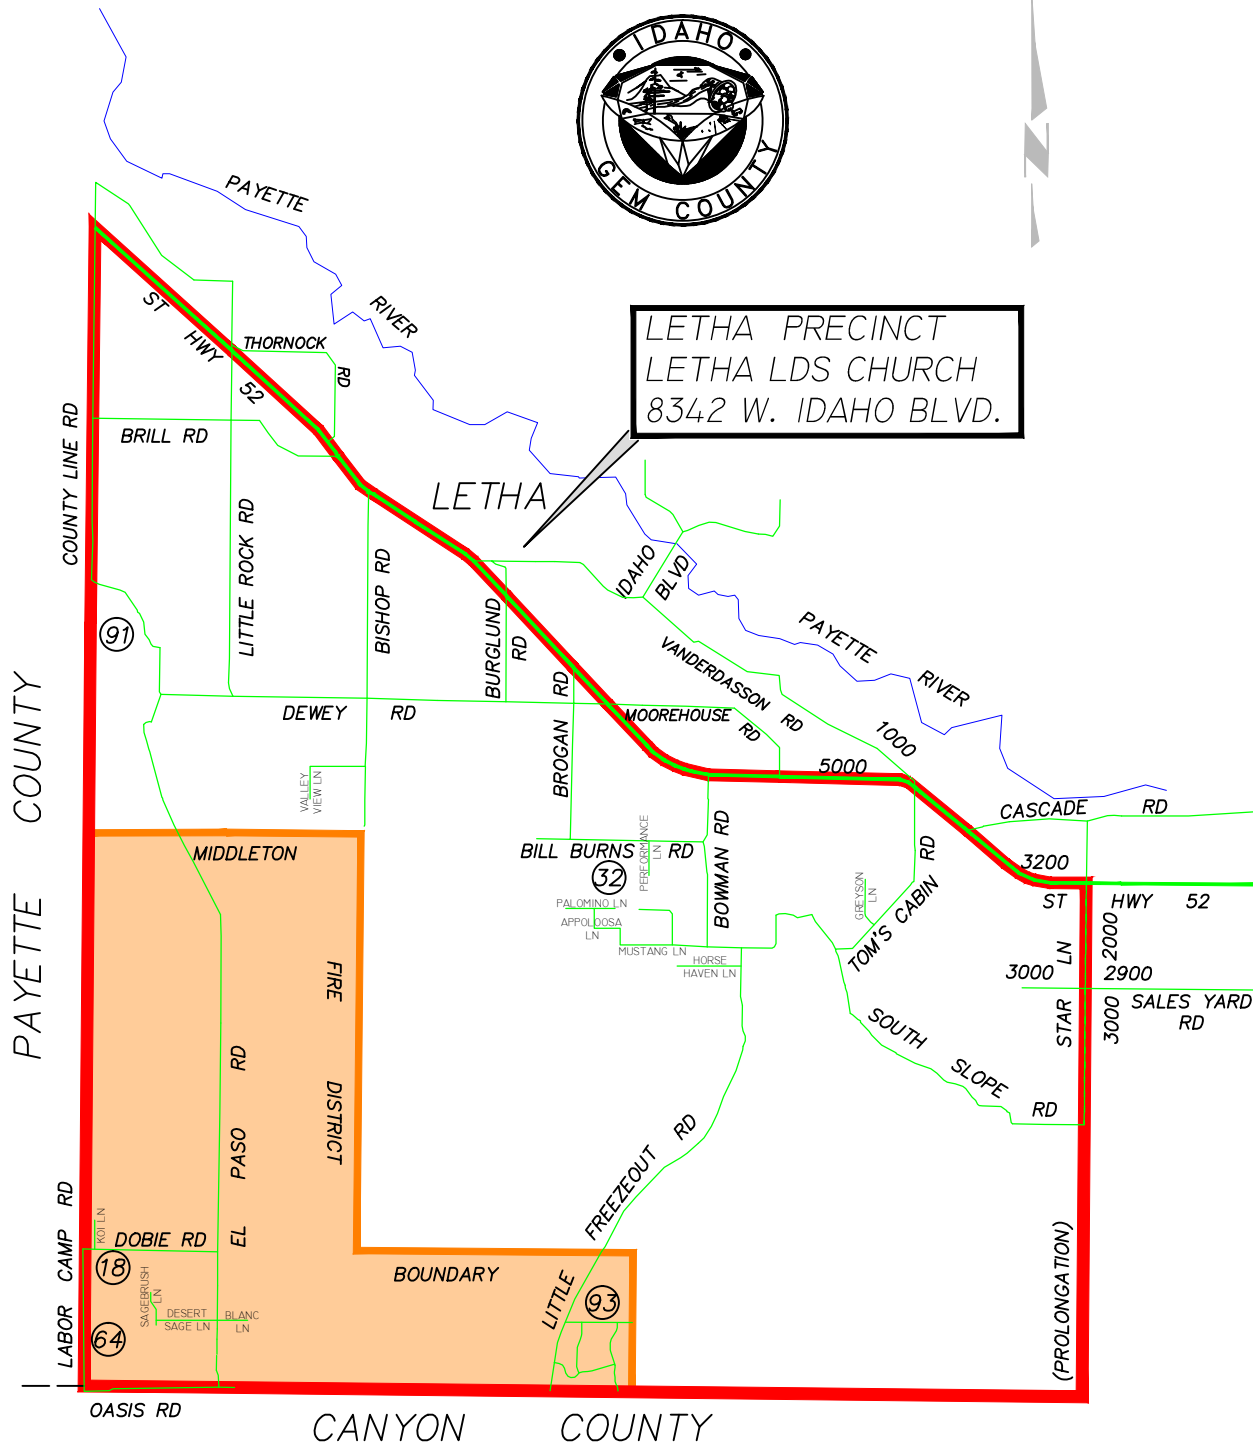 IDAHO
GEM COUNTY
N
PAYETTE
RIVER
LETHA PRECINCT
LETHA LDS CHURCH
8342 W. IDAHO BLVD.
ST HWY 52
THORNOCK RD
COUNTY LINE RD
BRILL RD
LETHA
LITTLE ROCK RD
BISHOP RD
BURGLUND RD
IDAHO BLVD
91
VANDERDASSON RD
PAYETTE
RIVER
DEWEY RD
BROGAN RD
MOOREHOUSE RD
1000
5000
PAYETTE COUNTY
VALLEY
VIEW LN
CASCADE RD
MIDDLETON
BILL BURNS RD
PERFORMANCE
LN
BOWMAN RD
32
3200
GREYSON
LN
TOM'S CABIN RD
ST HWY 52
PALOMINO LN
APPOLOOSA
LN
MUSTANG LN
HORSE
HAVEN LN
FIRE
DISTRICT
STAR LN
2000
3000
2900
3000
SALES YARD
RD
SOUTH SLOPE RD
EL PASO RD
LITTLE FREEZEOUT RD
LABOR CAMP RD
KOI LN
DOBIE RD
18
BOUNDARY
SAGEBRUSH
LN
DESERT
SAGE LN
BLANC
LN
93
64
(PROLONGATION)
OASIS RD
CANYON COUNTY